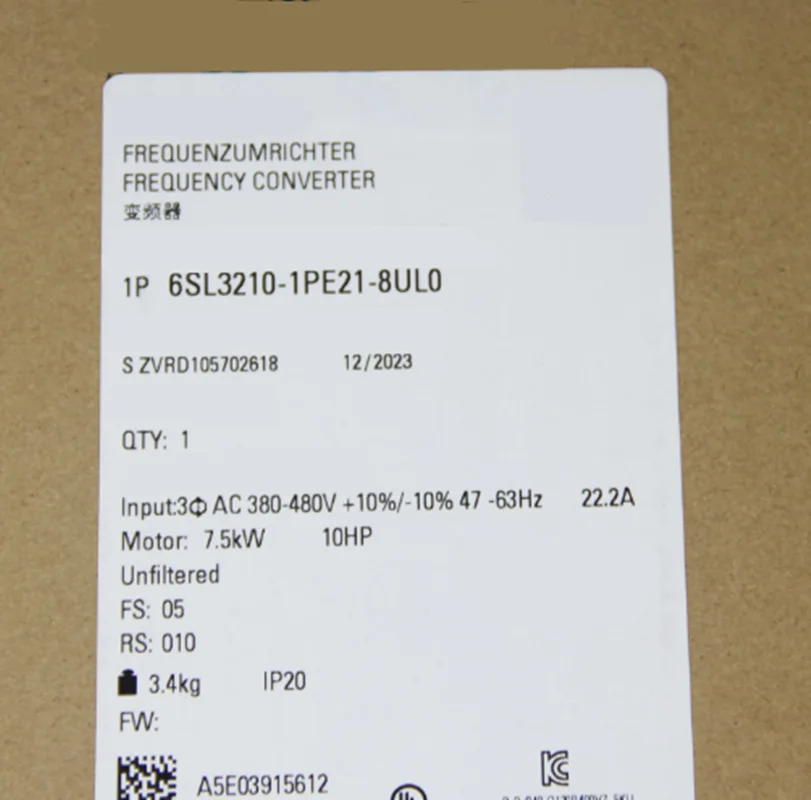 FREQUENZUMRICHTER
FREQUENCY CONVERTER
变频器
1P 6SL3210-1PE21-8UL0
S ZVRD105702618 12/2023
QTY: 1
Input:3Φ AC 380-480V +10%/-10% 47 -63Hz 22.2A
Motor: 7.5kW 10HP
Unfiltered
FS: 05
RS: 010
3.4kg IP20
FW:
A5E03915612